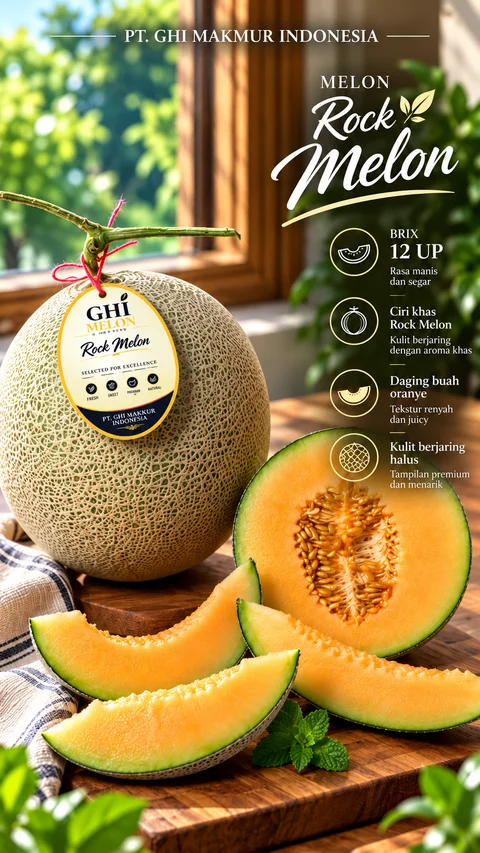 PT. GHI MAKMUR INDONESIA
MELON
Rock
Melon
BRIX
12 UP
Rasa manis
dan segar
Ciri khas
Rock Melon
Kulit berjaring
dengan aroma khas
Daging buah
oranye
Tekstur renyah
dan juicy
Kulit berjaring
halus
Tampilan premium
dan menarik
GHI
MELON
Rock Melon
SELECTED FOR EXCELLENCE
FRESH
SWEET
PREMIUM
NATURAL
PT. GHI MAKKUR
INDONESIA